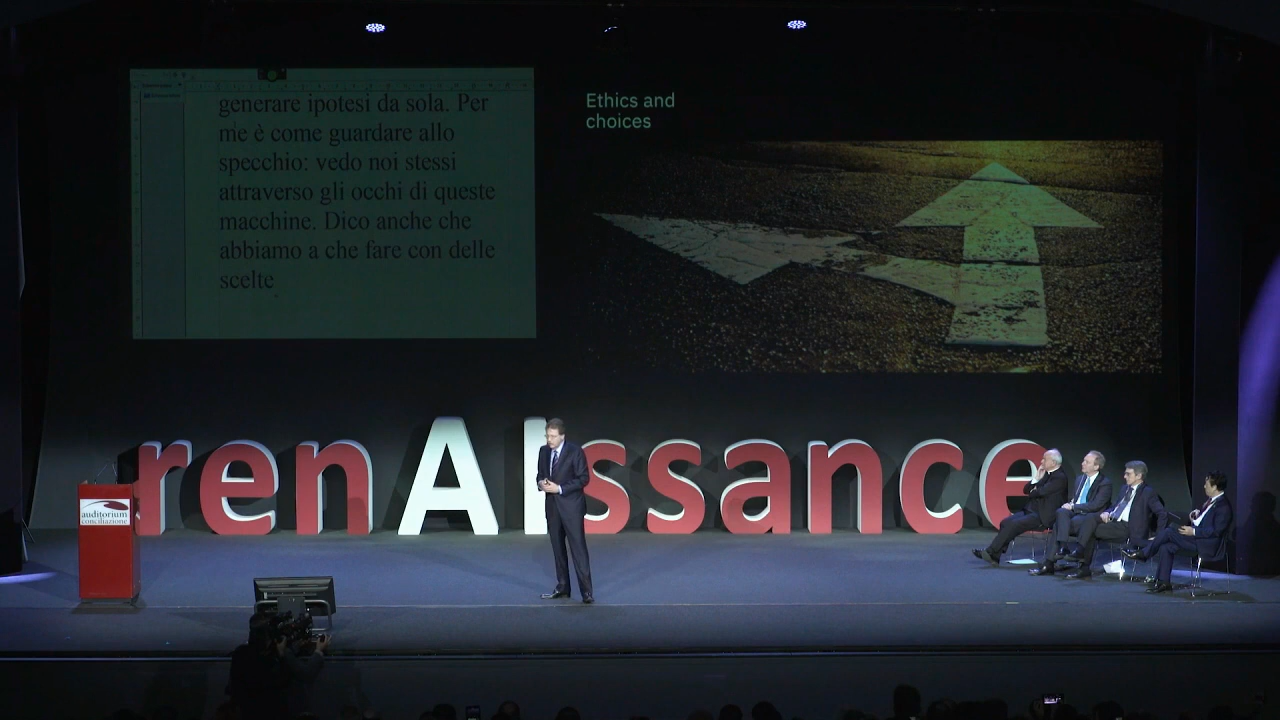 generare ipotesi da sola. Per
me è come guardare allo
specchio: vedo noi stessi
attraverso gli occhi di queste
macchine. Dico anche che
abbiamo a che fare con delle
scelte
Ethics and
choices
renAIssance
auditorium
conciliazione